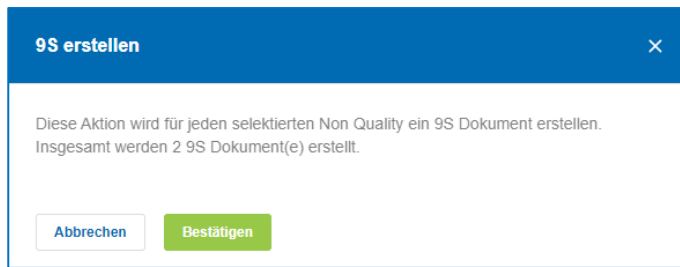 9S erstellen
Diese Aktion wird für jeden selektierten Non Quality ein 9S Dokument erstellen.
Insgesamt werden 2 9S Dokument(e) erstellt.
Abbrechen Bestätigen